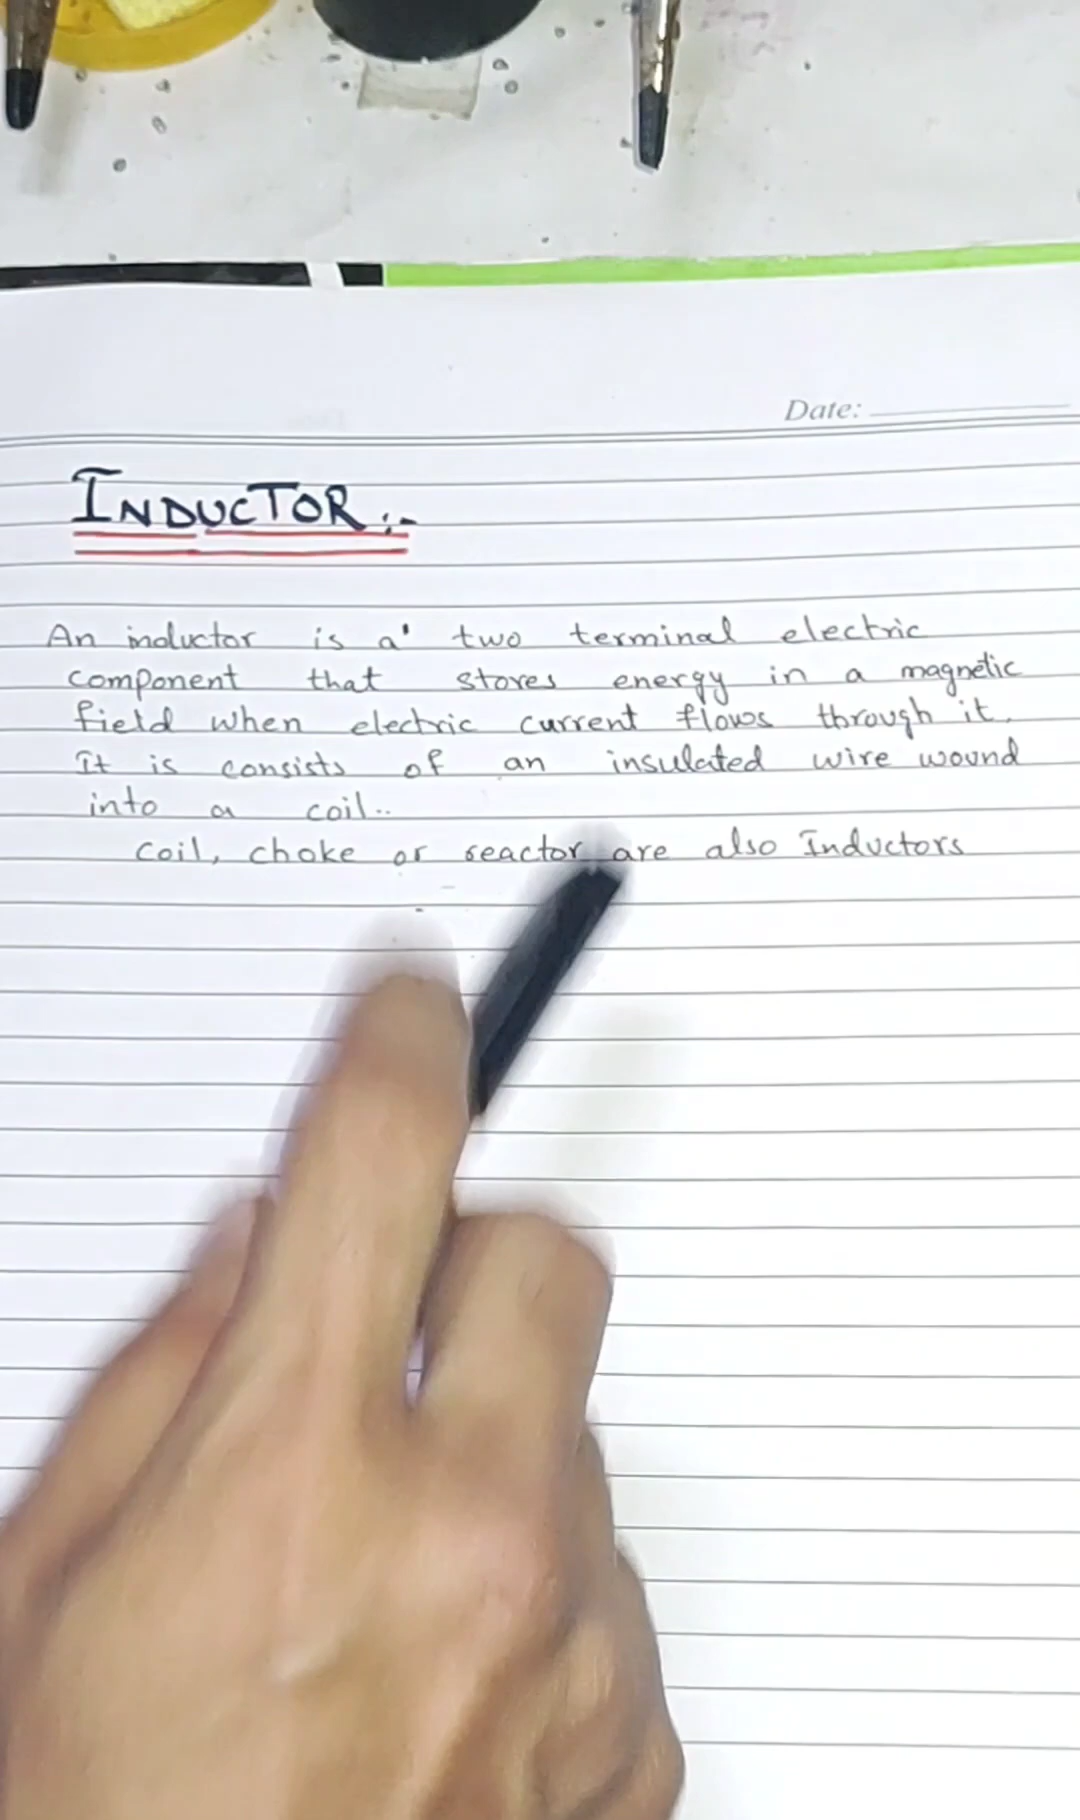 Date:
INDUCTOR :-
An inductor is a' two terminal electric
component that stores energy in a magnetic
field when electric current flows through it.
It is consists of an insulated wire wound
into a coil..
Coil, choke or reactor are also Inductors